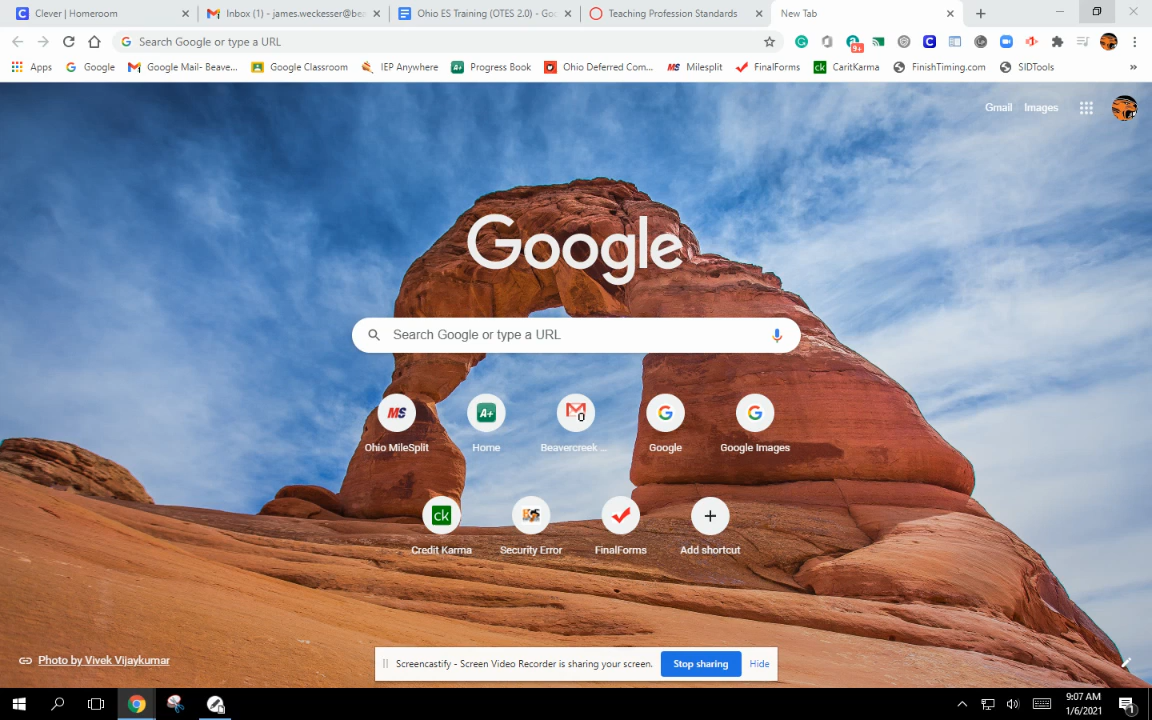 Clever | Homeroom
Inbox (1) - james.weckesser@bea
Ohio ES Training (OTES 2.0) - Goo
Teaching Profession Standards
New Tab
Search Google or type a URL
9+
Apps
Google
Google Mail- Beave...
Google Classroom
IEP Anywhere
Progress Book
Ohio Deferred Com...
Milesplit
FinalForms
CaritKarma
FinishTiming.com
SIDTools
»
Gmail
Images
Google
Search Google or type a URL
Ohio MileSplit
Home
Beavercreek ...
Google
Google Images
Credit Karma
Security Error
FinalForms
Add shortcut
Photo by Vivek Vijaykumar
Screencastify - Screen Video Recorder is sharing your screen.
Stop sharing
Hide
9:07 AM
1/6/2021
1